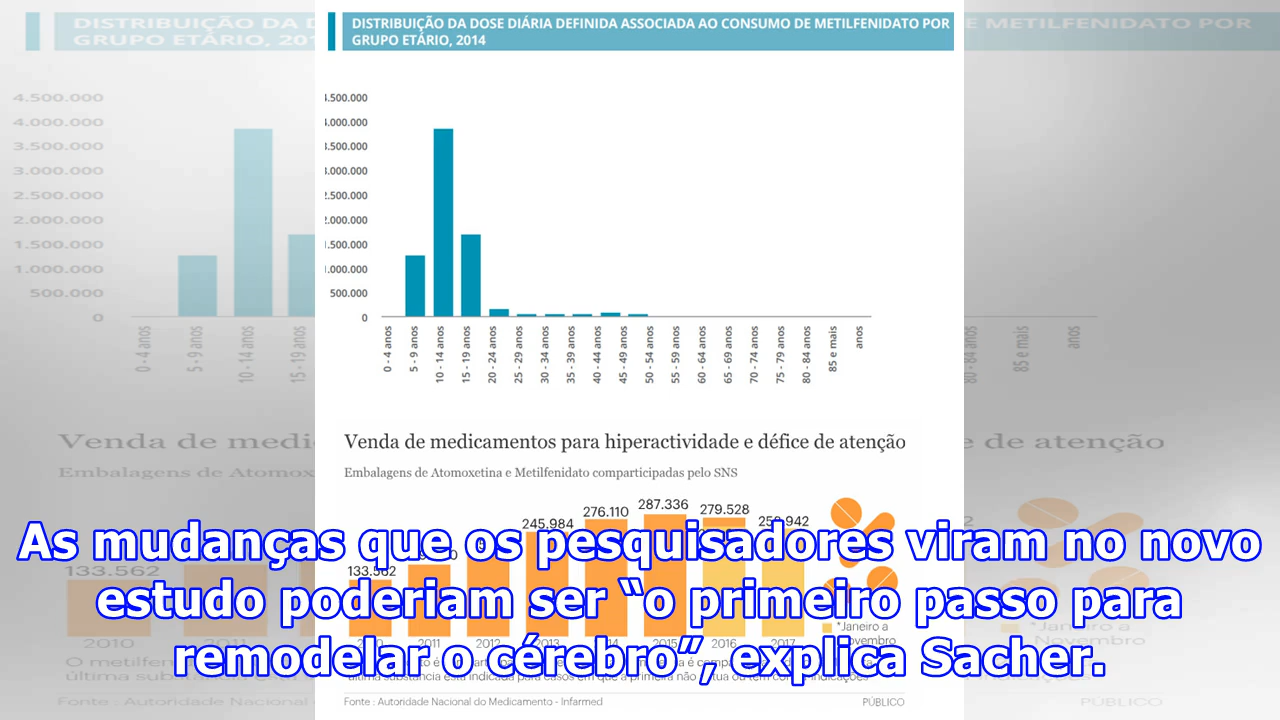 DISTRIBUIÇÃO DA DOSE DIÁRIA DEFINIDA ASSOCIADA AO CONSUMO DE METILFENIDATO POR
GRUPO ETÁRIO, 2014
4.500.000
4.000.000
3.500.000
3.000.000
2.500.000
2.000.000
1.500.000
1.000.000
500.000
0
0 - 4 anos
5 - 9 anos
10 - 14 anos
15 - 19 anos
20 - 24 anos
25 - 29 anos
30 - 34 anos
35 - 39 anos
40 - 44 anos
45 - 49 anos
50 - 54 anos
55 - 59 anos
60 - 64 anos
65 - 69 anos
70 - 74 anos
75 - 79 anos
80 - 84 anos
85 e mais
anos
Venda de medicamentos para hiperactividade e défice de atenção
Embalagens de Atomoxetina e Metilfenidato comparticipadas pelo SNS
133.562
245.984
276.110
287.336
279.528
2010 2011 2012 2013 2015 2016 2017
*Janeiro a
Novembro
As mudanças que os pesquisadores viram no novo
estudo poderiam ser “o primeiro passo para
remodelar o cérebro”, explica Sacher.
Fonte : Autoridade Nacional do Medicamento - Infarmed
PÚBLICO